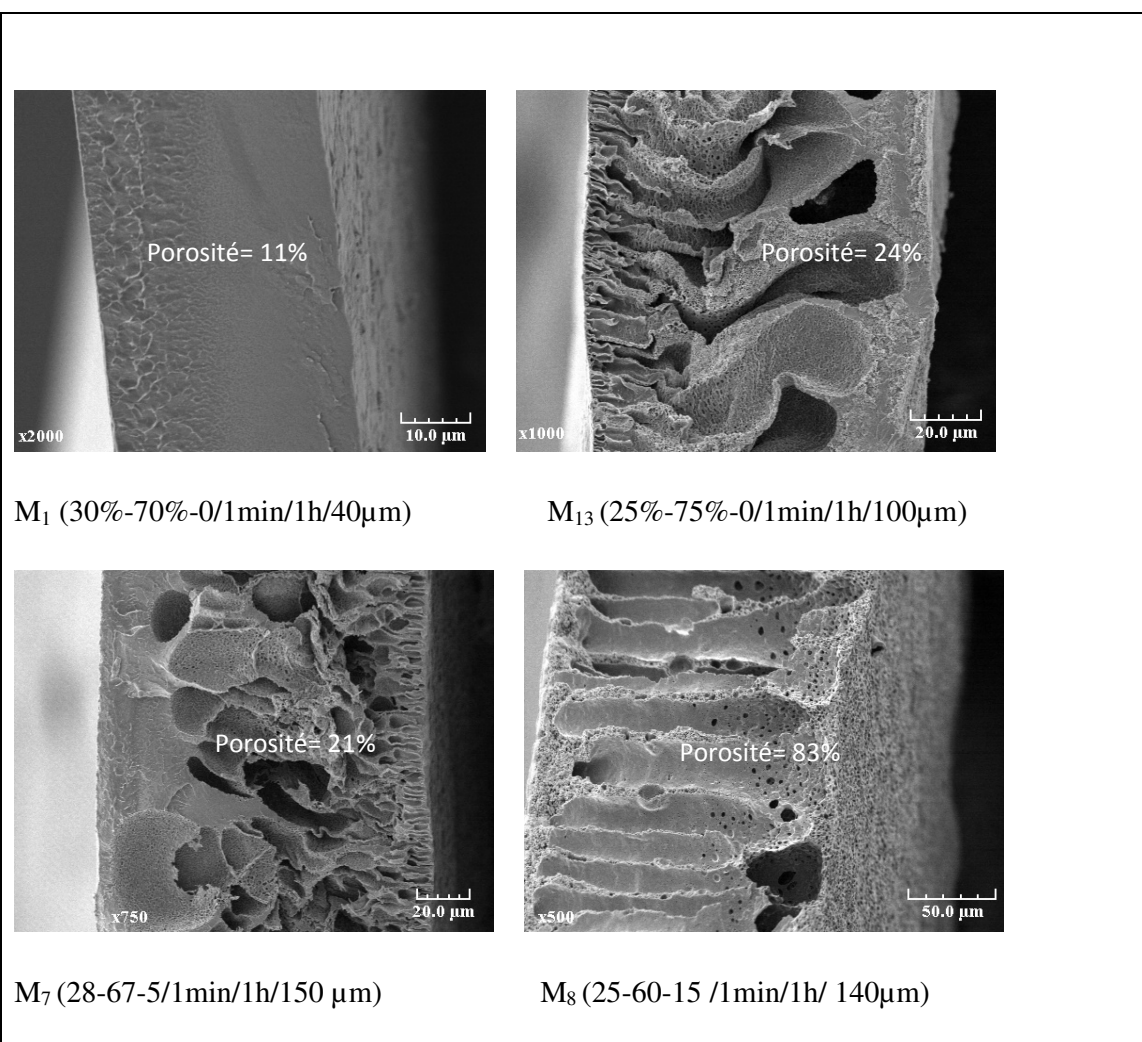 Porosité= 11%
x2000
10.0 µm
Porosité= 24%
x1000
20.0 µm
M₁ (30%-70%-0/1min/1h/40µm)
M₁₃ (25%-75%-0/1min/1h/100µm)
Porosité= 21%
x750
20.0 µm
Porosité= 83%
x500
50.0 µm
M₇ (28-67-5/1min/1h/150 µm)
M₈ (25-60-15 /1min/1h/ 140µm)